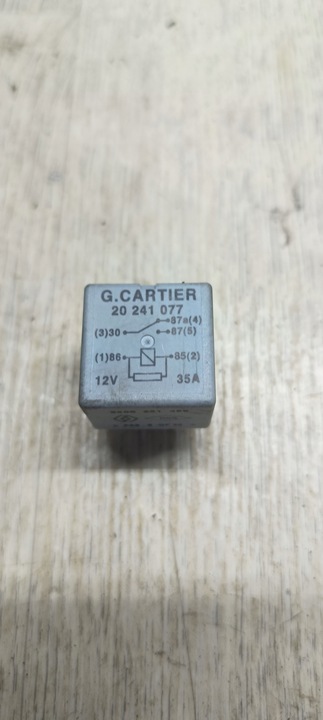 G.CARTIER
20 241 077
87a(4)
(3)30 87(5)
(1)86 85(2)
12V 35A